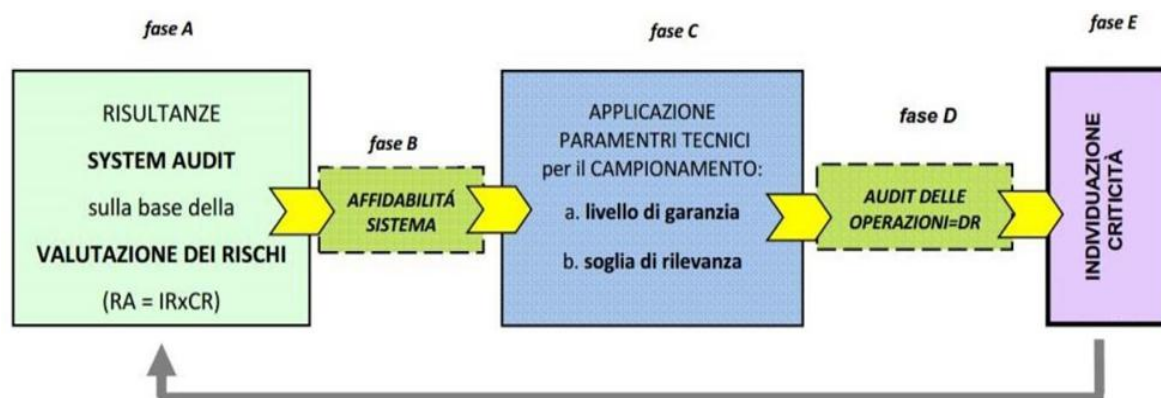 fase A
RISULTANZE
SYSTEM AUDIT
sulla base della
VALUTAZIONE DEI RISCHI
(RA = IRxCR)
fase B
AFFIDABILITÁ
SISTEMA
fase C
APPLICAZIONE
PARAMENTRI TECNICI
per il CAMPIONAMENTO:
a. livello di garanzia
b. soglia di rilevanza
fase D
AUDIT DELLE
OPERAZIONI=DR
fase E
INDIVIDUAZIONE
CRITICITÀ